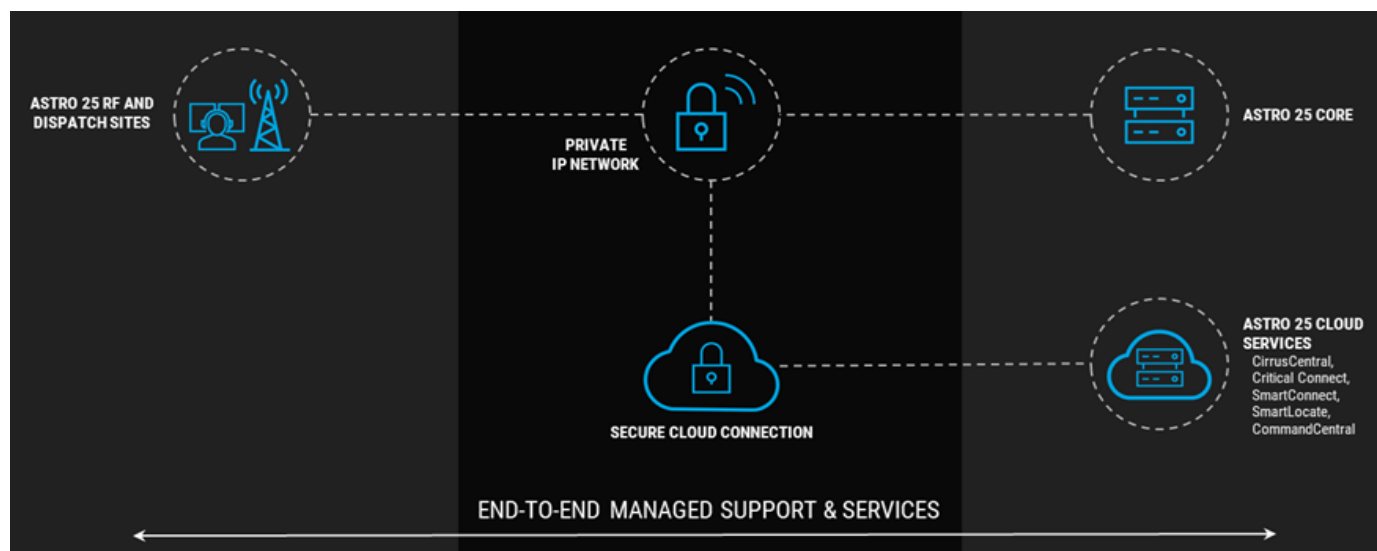 ASTRO 25 RF AND
DISPATCH SITES
PRIVATE
IP NETWORK
ASTRO 25 CORE
SECURE CLOUD CONNECTION
ASTRO 25 CLOUD
SERVICES
CirrusCentral,
Critical Connect,
SmartConnect,
SmartLocate,
CommandCentral
END-TO-END MANAGED SUPPORT & SERVICES